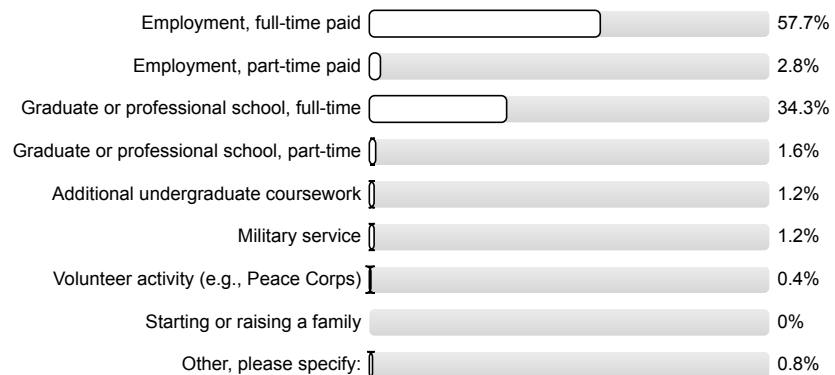 Employment, full-time paid 57.7%
Employment, part-time paid 2.8%
Graduate or professional school, full-time 34.3%
Graduate or professional school, part-time 1.6%
Additional undergraduate coursework 1.2%
Military service 1.2%
Volunteer activity (e.g., Peace Corps) 0.4%
Starting or raising a family 0%
Other, please specify: 0.8%